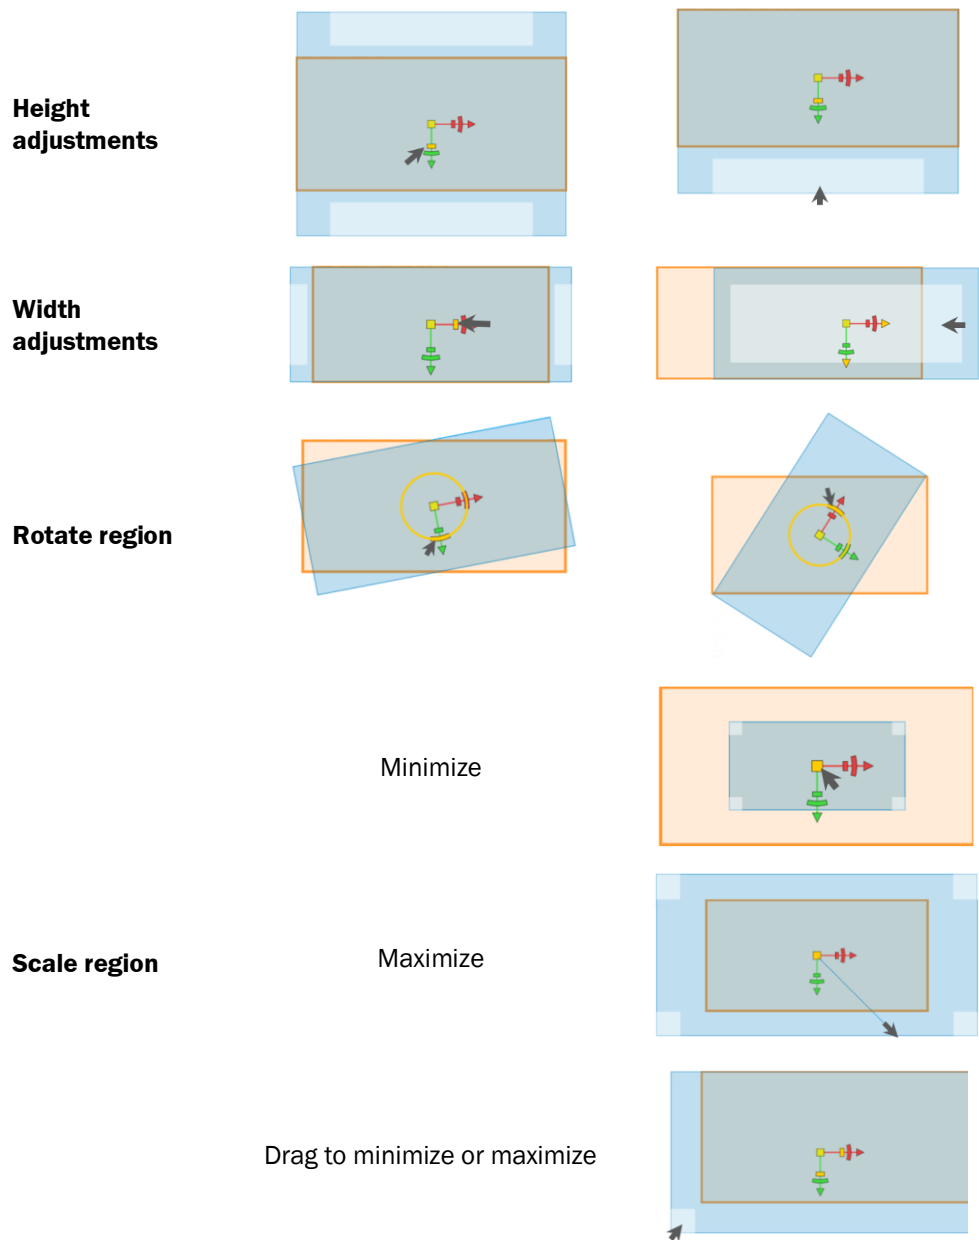 Height
adjustments
Width
adjustments
Rotate region
Minimize
Scale region
Maximize
Drag to minimize or maximize